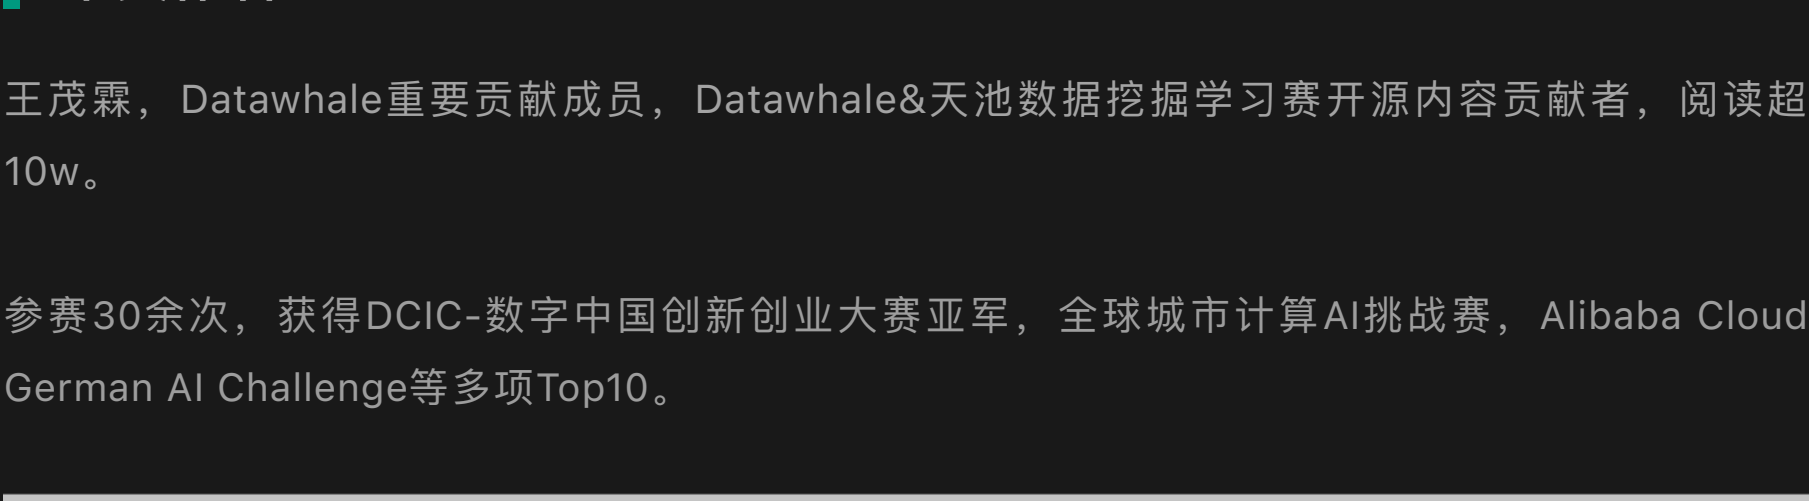 王茂霖，Datawhale重要贡献成员，Datawhale&天池数据挖掘学习赛开源内容贡献者，阅读超
10w。
参赛30余次，获得DCIC-数字中国创新创业大赛亚军，全球城市计算AI挑战赛，Alibaba Cloud
German AI Challenge等多项Top10。